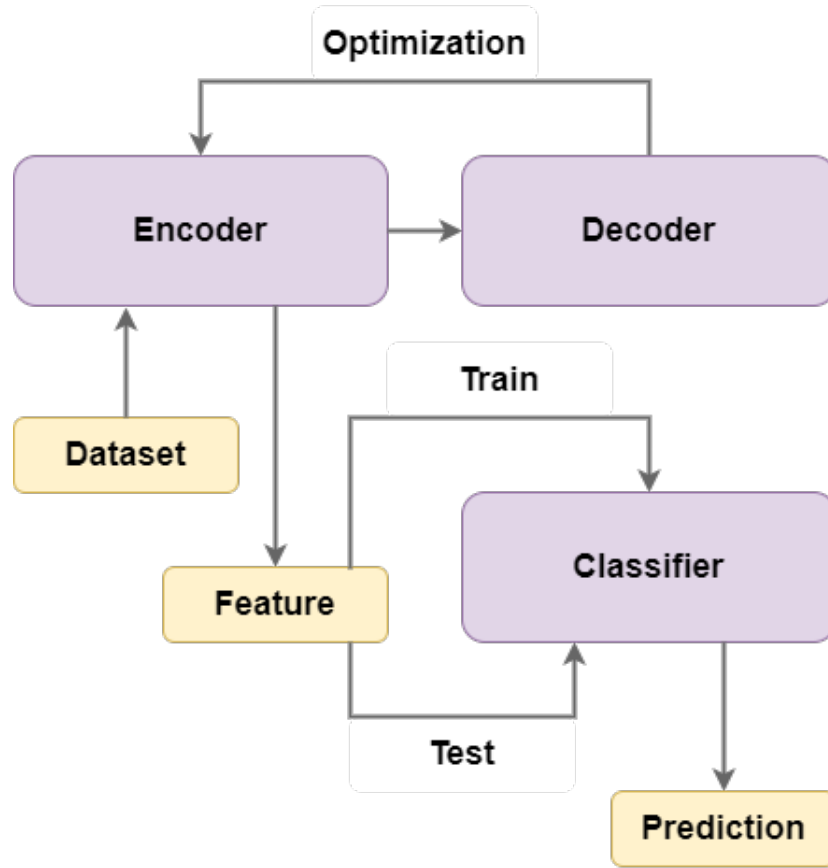 Optimization
Encoder
Decoder
Train
Dataset
Classifier
Feature
Test
Prediction